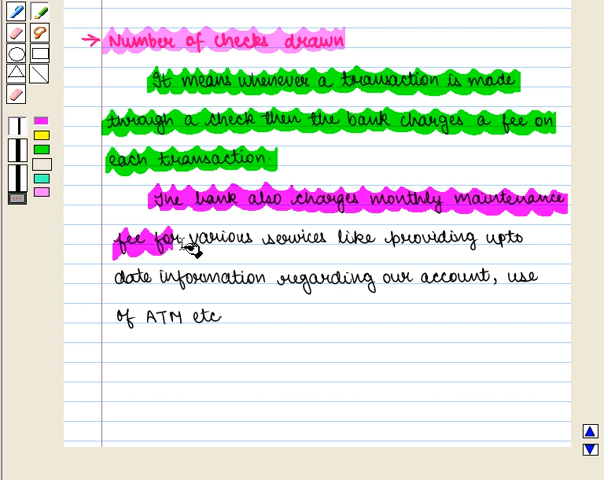 → Number of checks drawn
It means whenever a transaction is made
through a check then the bank charges a fee on
each transaction.
The bank also charges monthly maintenance
fee for various services like providing upto
date information regarding our account, use
of ATM etc